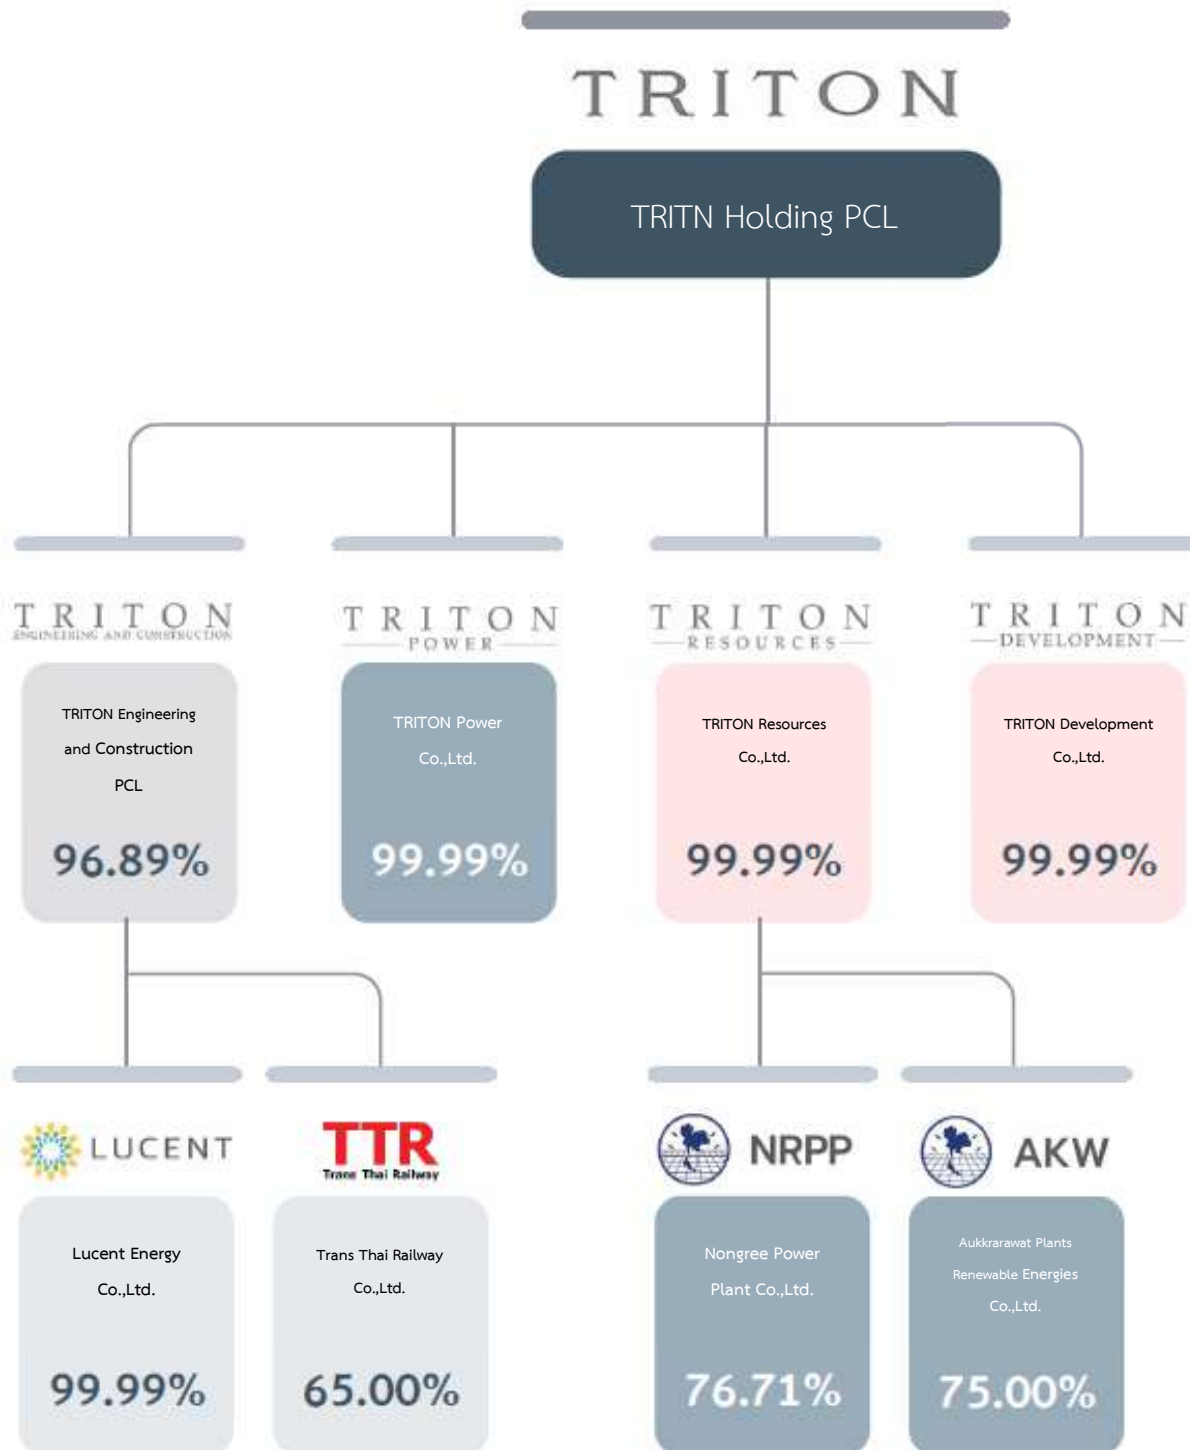 TRITON
TRITN Holding PCL
TRITON
ENGINEERING AND CONSTRUCTION
TRITON
POWER
TRITON
RESOURCES
TRITON
DEVELOPMENT
TRITON Engineering
and Construction
PCL
96.89%
TRITON Power
Co.,Ltd.
99.99%
TRITON Resources
Co.,Ltd.
99.99%
TRITON Development
Co.,Ltd.
99.99%
LUCENT
TTR
Trans Thai Railway
NRPP
AKW
Lucent Energy
Co.,Ltd.
99.99%
Trans Thai Railway
Co.,Ltd.
65.00%
Nongree Power
Plant Co.,Ltd.
76.71%
Aukkrarawat Plants
Renewable Energies
Co.,Ltd.
75.00%